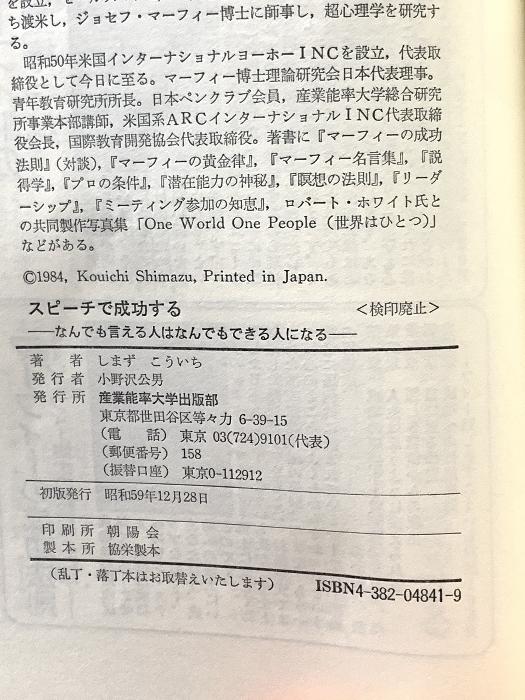 ち渡米し，ジョセフ・マーフィー博士に師事し，超心理学を研究す
る。
昭和50年米国インターナショナルヨーホーＩＮＣを設立，代表取
締役として今日に至る。マーフィー博士理論研究会日本代表理事。
青年教育研究所所長。日本ペンクラブ会員，産業能率大学総合研究
所事業本部講師，米国系ＡＲＣインターナショナルＩＮＣ代表取締
役会長，国際教育開発協会代表取締役。著書に『マーフィーの成功
法則』(対談)，『マーフィーの黄金律』，『マーフィー名言集』，『説
得学』，『プロの条件』，『潜在能力の神秘』，『瞑想の法則』，『リーダ
ーシップ』，『ミーティング参加の知恵』， ロバート・ホワイト氏と
の共同製作写真集「One World One People（世界はひとつ）」
などがある。
©1984, Kouichi Shimazu, Printed in Japan.
スピーチで成功する ＜検印廃止＞
――なんでも言える人はなんでもできる人になる――
著　者 しまず こういち
発行者 小野沢公男
発行所 産業能率大学出版部
東京都世田谷区等々力 6-39-15
（電　話） 東京 03(724)9101(代表)
（郵便番号） 158
（振替口座） 東京0-112912
初版発行 昭和59年12月28日
印刷所 朝陽会
製本所 協栄製本
（乱丁・落丁本はお取替えいたします） ISBN4-382-04841-9